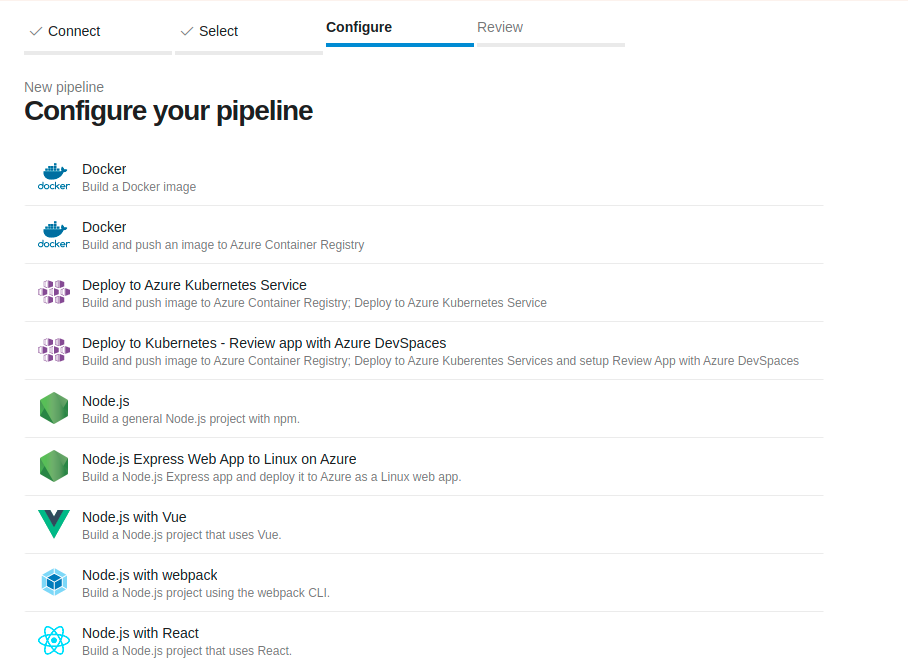 Connect
Select
Configure
Review
New pipeline
Configure your pipeline
docker
Docker
Build a Docker image
docker
Docker
Build and push an image to Azure Container Registry
Deploy to Azure Kubernetes Service
Build and push image to Azure Container Registry; Deploy to Azure Kubernetes Service
Deploy to Kubernetes - Review app with Azure DevSpaces
Build and push image to Azure Container Registry; Deploy to Azure Kuberentes Services and setup Review App with Azure DevSpaces
Node.js
Build a general Node.js project with npm.
Node.js Express Web App to Linux on Azure
Build a Node.js Express app and deploy it to Azure as a Linux web app.
Node.js with Vue
Build a Node.js project that uses Vue.
Node.js with webpack
Build a Node.js project using the webpack CLI.
Node.js with React
Build a Node.js project that uses React.